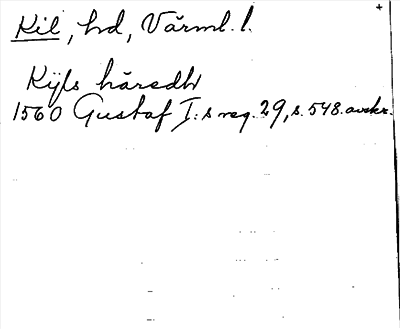 Kil, hd, Värml. l.
Kijls häredh
1560 Gustaf I:s reg. 29, s. 548. avskr.